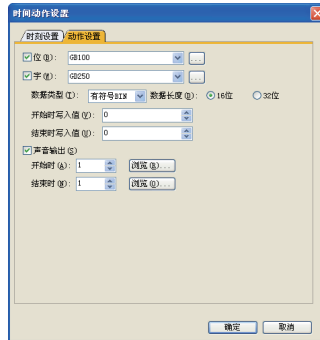 时间动作设置
时刻设置 动作设置
位(B): GB100 ...
字(W): GD250 ...
数据类型(T): 有符号BIN 数据长度(D): 16位 32位
开始时写入值(V): 0
结束时写入值(U): 0
声音输出(S)
开始时(A): 1 浏览(R)...
结束时(N): 1 浏览(O)...
确定 取消